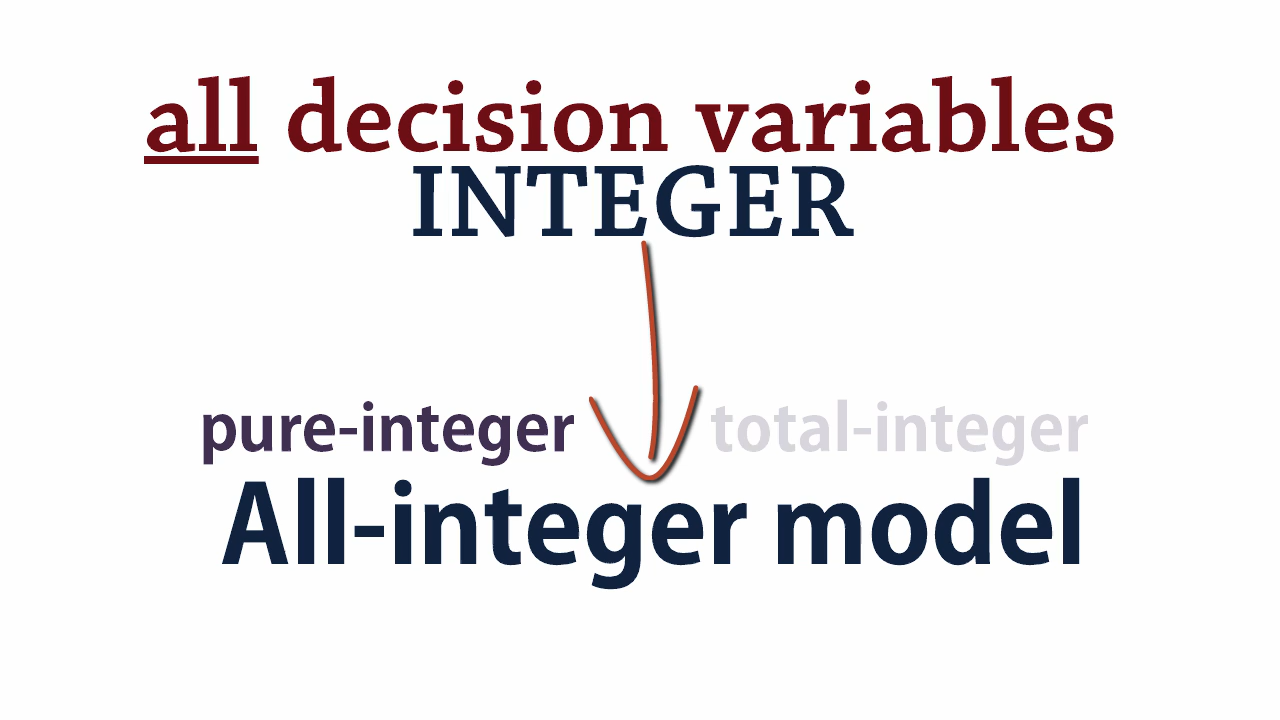 all decision variables
INTEGER
pure-integer total-integer
All-integer model